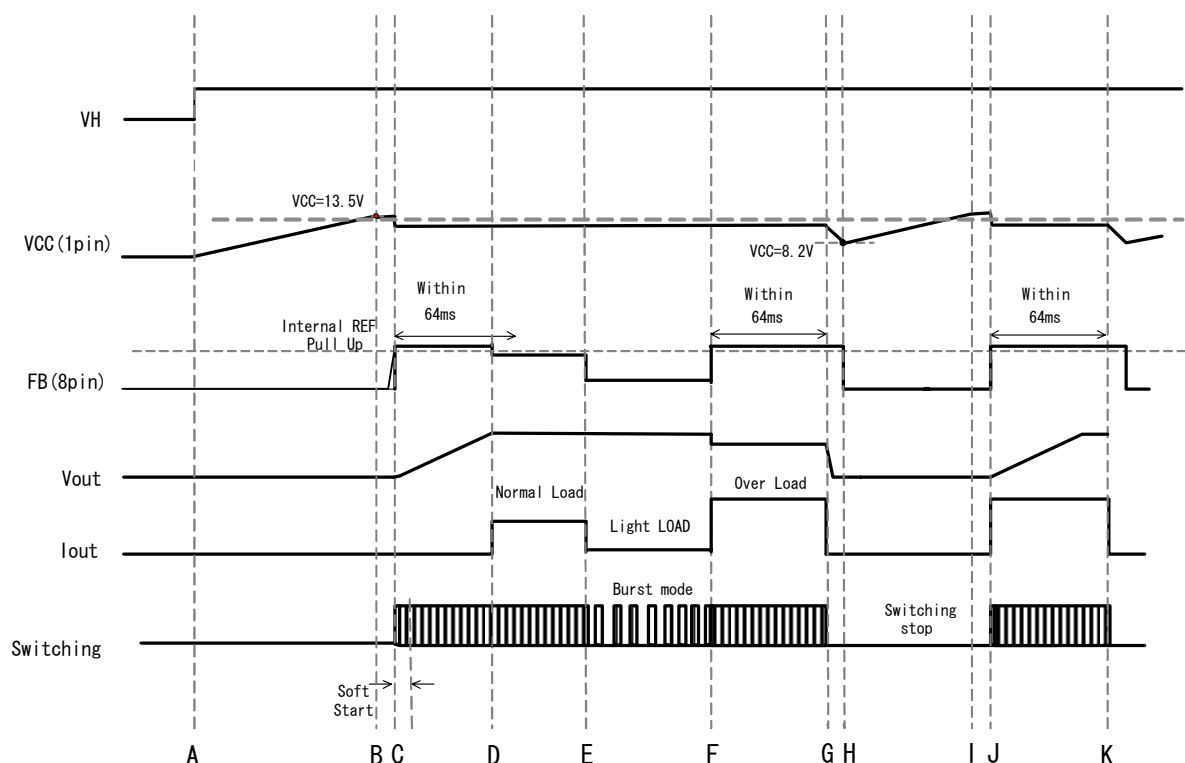 VH
VCC=13.5V
VCC(1pin)
VCC=8.2V
Within
64ms
Within
64ms
Within
64ms
Internal REF
Pull Up
FB(8pin)
Vout
Normal Load
Over Load
Light LOAD
Iout
Burst mode
Switching
stop
Switching
Soft
Start
A B C D E F G H I J K